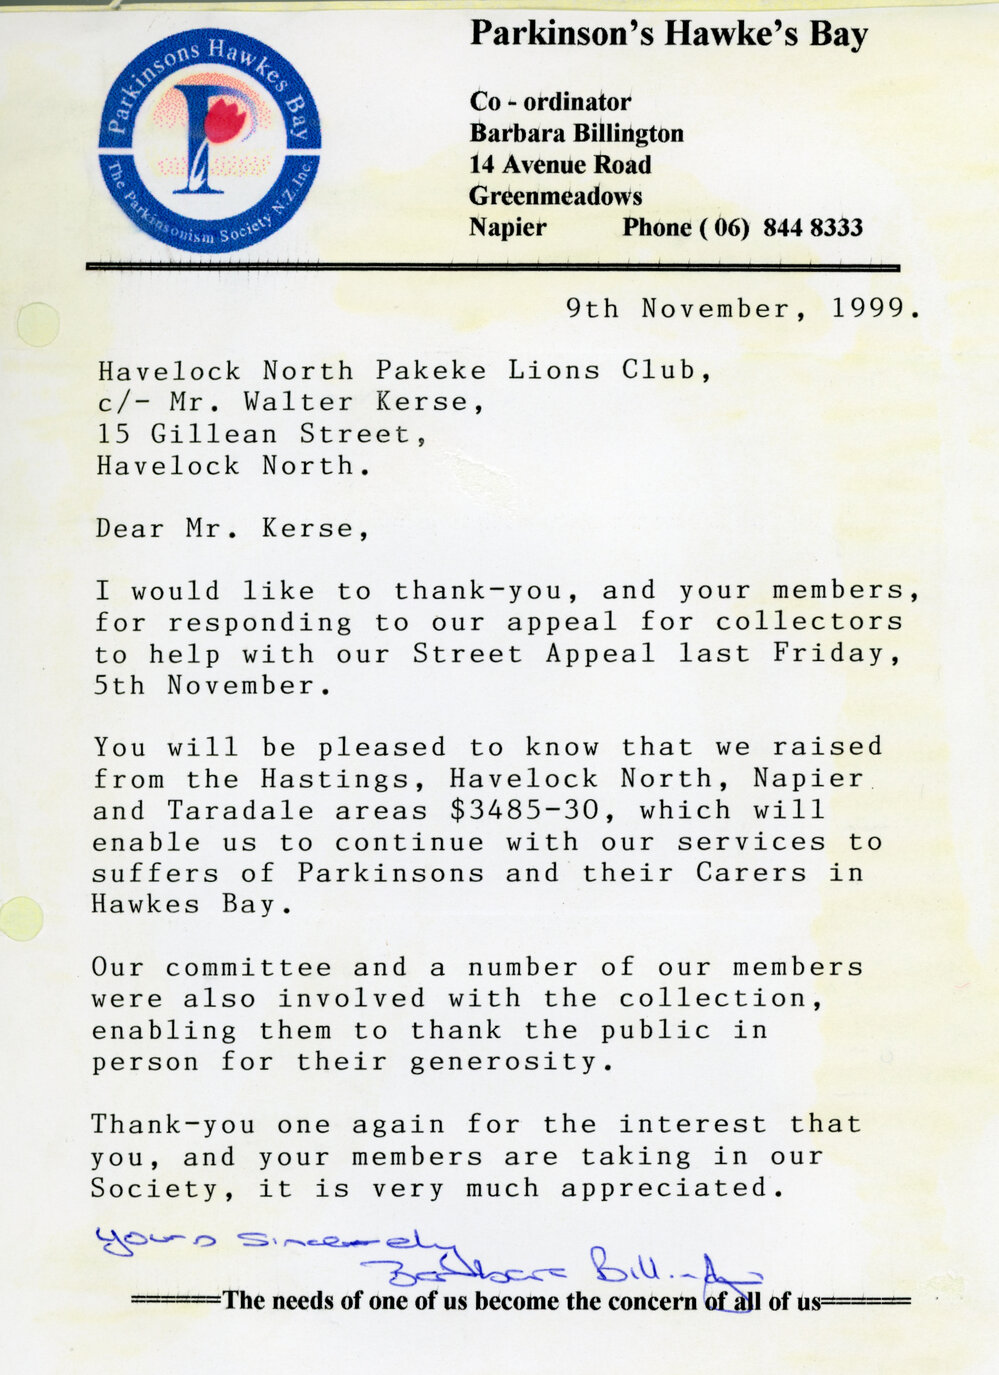 Parkinsons Hawkes Bay
The Parkinsonism Society N.Z. Inc.
P
Parkinson's Hawke's Bay
Co - ordinator
Barbara Billington
14 Avenue Road
Greenmeadows
Napier Phone ( 06) 844 8333
9th November, 1999.
Havelock North Pakeke Lions Club,
c/- Mr. Walter Kerse,
15 Gillean Street,
Havelock North.
Dear Mr. Kerse,
I would like to thank-you, and your members,
for responding to our appeal for collectors
to help with our Street Appeal last Friday,
5th November.
You will be pleased to know that we raised
from the Hastings, Havelock North, Napier
and Taradale areas $3485-30, which will
enable us to continue with our services to
suffers of Parkinsons and their Carers in
Hawkes Bay.
Our committee and a number of our members
were also involved with the collection,
enabling them to thank the public in
person for their generosity.
Thank-you one again for the interest that
you, and your members are taking in our
Society, it is very much appreciated.
Yours Sincerely
Barbara Billington
======The needs of one of us become the concern of all of us======